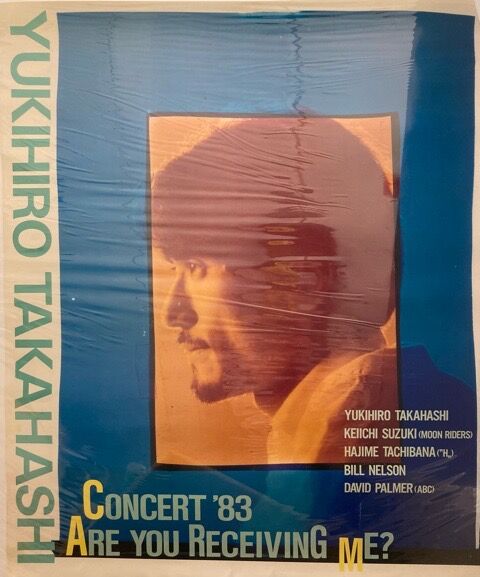 YUKIHIRO TAKAHASHI
YUKIHIRO TAKAHASHI
KEIICHI SUZUKI (MOON RIDERS)
HAJIME TACHIBANA ("H„)
BILL NELSON
DAVID PALMER (ABC)
CONCERT '83
ARE YOU RECEIVING ME?